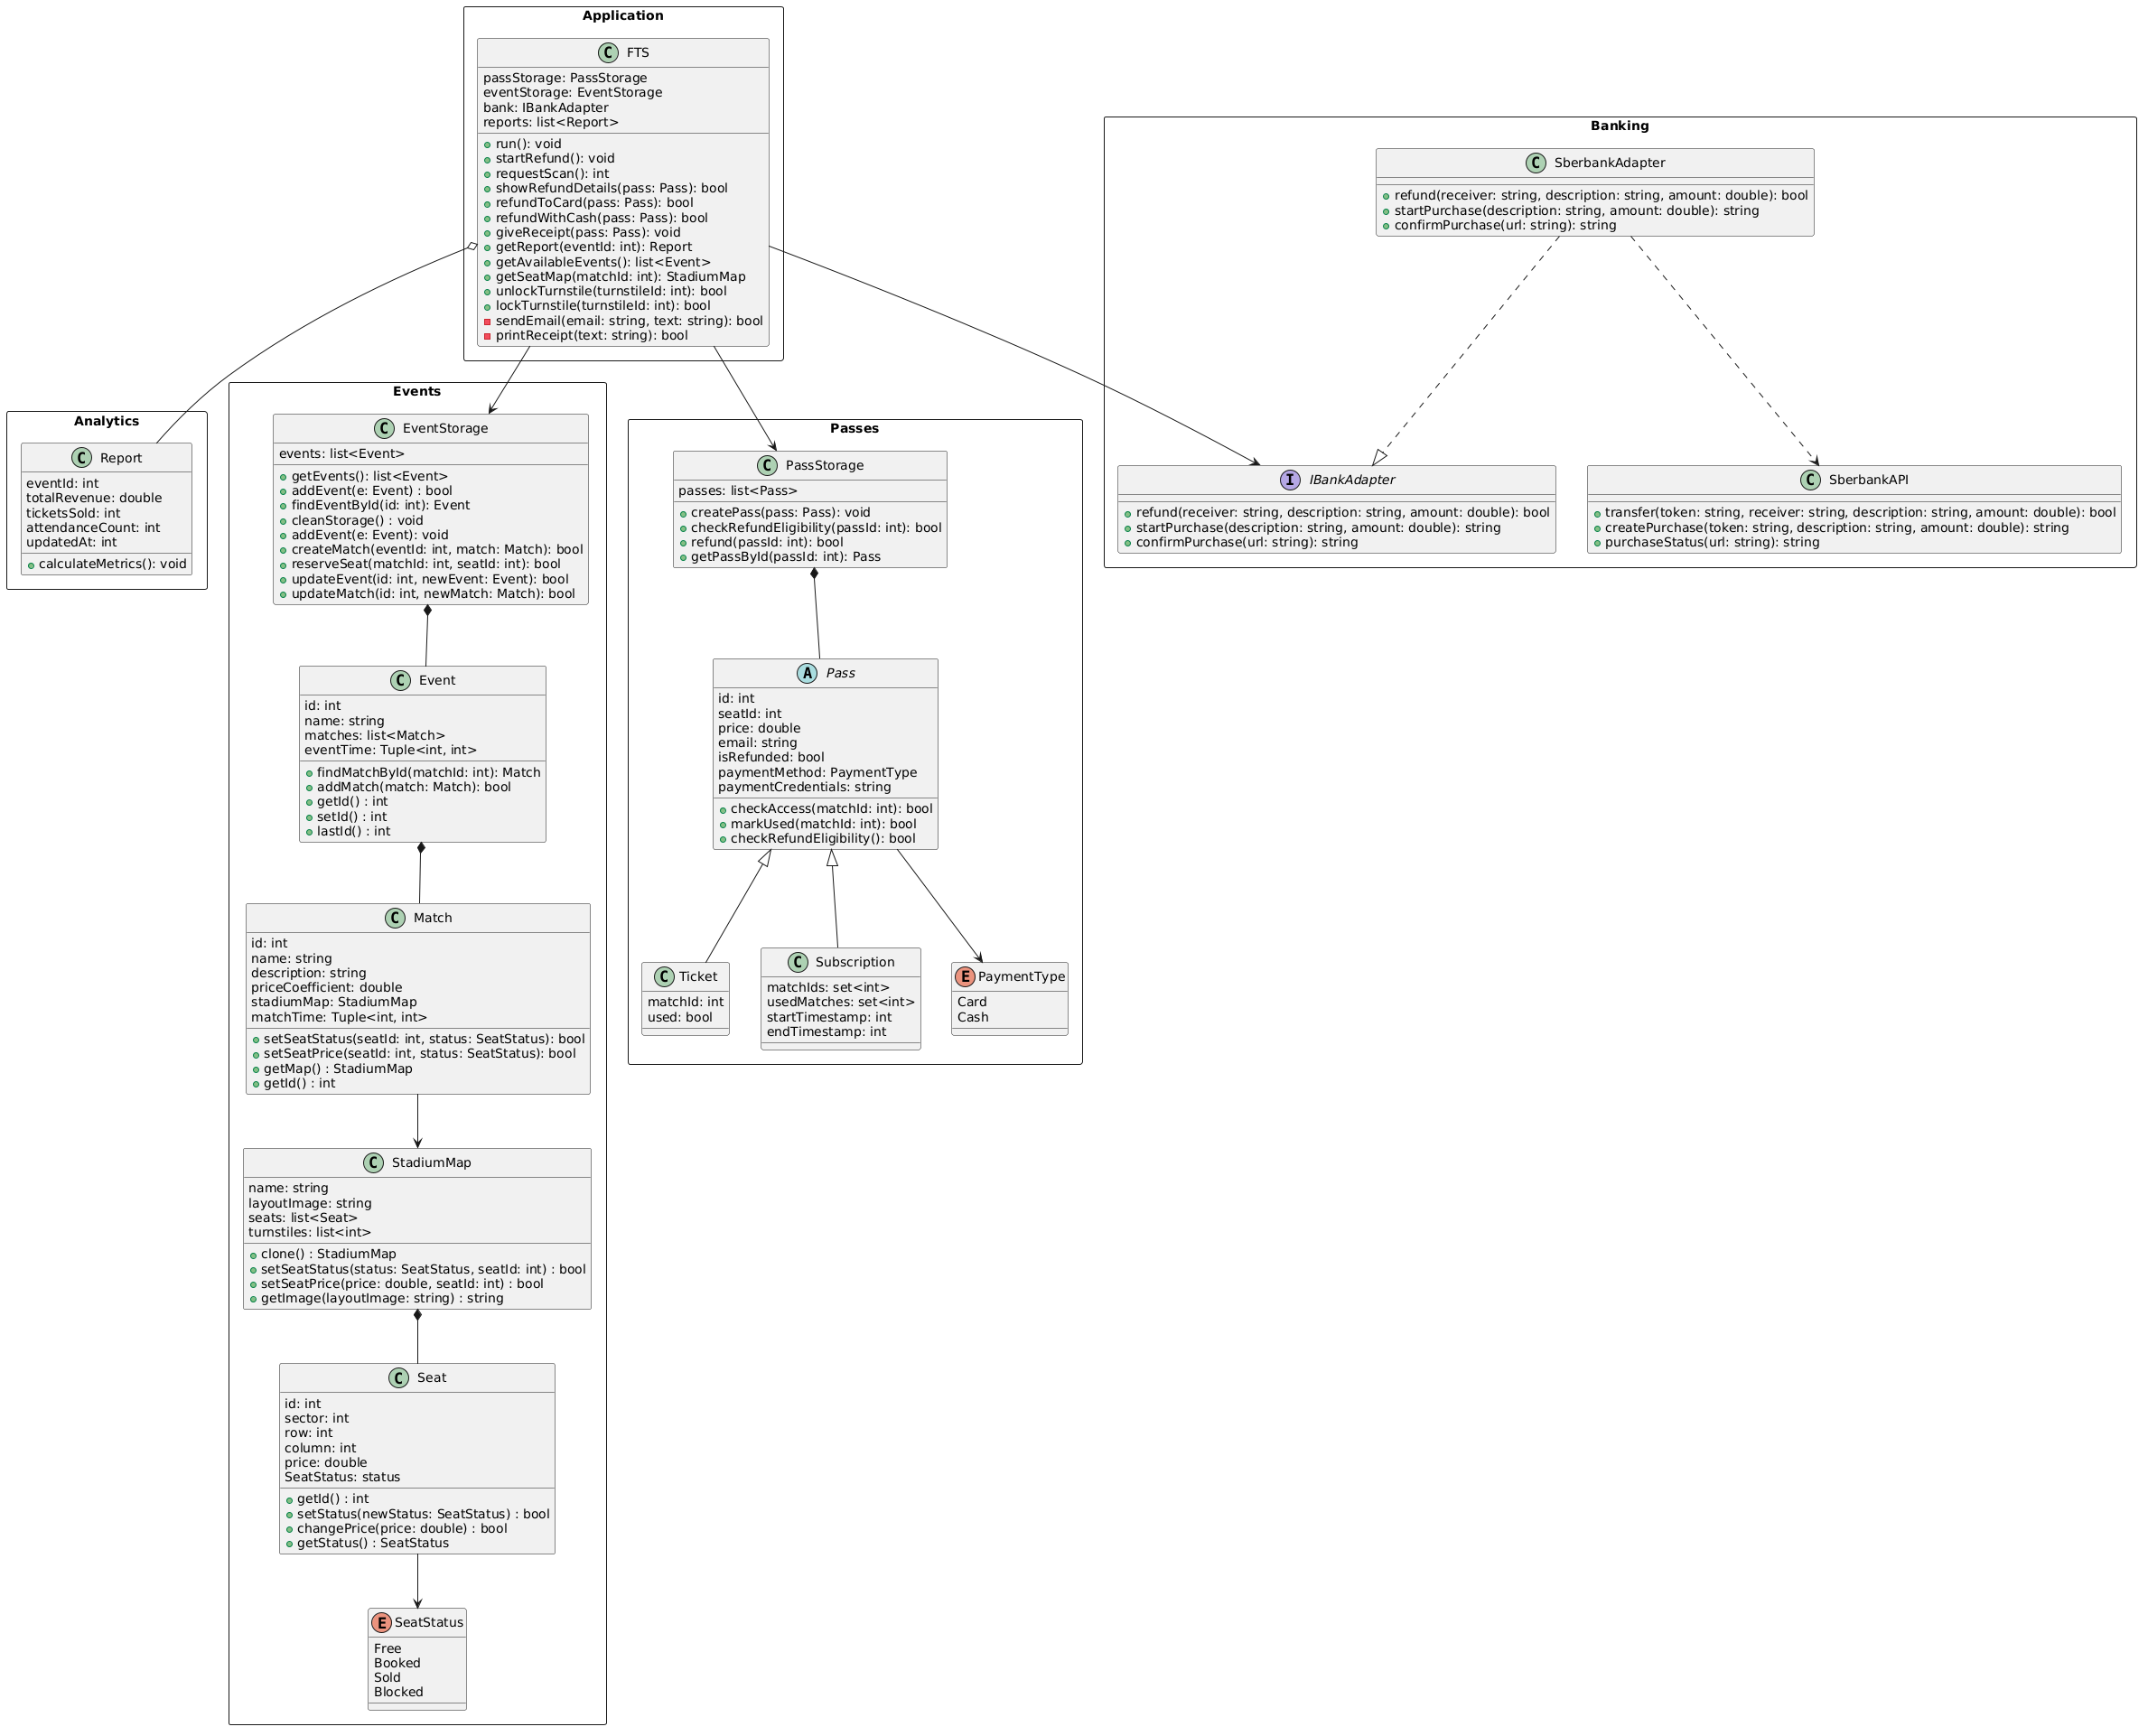 Application
C FTS
passStorage: PassStorage
eventStorage: EventStorage
bank: IBankAdapter
reports: list<Report>
run(): void
startRefund(): void
requestScan(): int
showRefundDetails(pass: Pass): bool
refundToCard(pass: Pass): bool
refundWithCash(pass: Pass): bool
giveReceipt(pass: Pass): void
getReport(eventId: int): Report
getAvailableEvents(): list<Event>
getSeatMap(matchId: int): StadiumMap
unlockTurnstile(turnstileId: int): bool
lockTurnstile(turnstileId: int): bool
sendEmail(email: string, text: string): bool
printReceipt(text: string): bool
Banking
C SberbankAdapter
refund(receiver: string, description: string, amount: double): bool
startPurchase(description: string, amount: double): string
confirmPurchase(url: string): string
I IBankAdapter
refund(receiver: string, description: string, amount: double): bool
startPurchase(description: string, amount: double): string
confirmPurchase(url: string): string
C SberbankAPI
transfer(token: string, receiver: string, description: string, amount: double): bool
createPurchase(token: string, description: string, amount: double): string
purchaseStatus(url: string): string
Analytics
C Report
eventId: int
totalRevenue: double
ticketsSold: int
attendanceCount: int
updatedAt: int
calculateMetrics(): void
Events
C EventStorage
events: list<Event>
getEvents(): list<Event>
addEvent(e: Event) : bool
findEventById(id: int): Event
cleanStorage() : void
addEvent(e: Event): void
createMatch(eventId: int, match: Match): bool
reserveSeat(matchId: int, seatId: int): bool
updateEvent(id: int, newEvent: Event): bool
updateMatch(id: int, newMatch: Match): bool
C Event
id: int
name: string
matches: list<Match>
eventTime: Tuple<int, int>
findMatchById(matchId: int): Match
addMatch(match: Match): bool
getId() : int
setId() : int
lastId() : int
C Match
id: int
name: string
description: string
priceCoefficient: double
stadiumMap: StadiumMap
matchTime: Tuple<int, int>
setSeatStatus(seatId: int, status: SeatStatus): bool
setSeatPrice(seatId: int, status: SeatStatus): bool
getMap() : StadiumMap
getId() : int
C StadiumMap
name: string
layoutImage: string
seats: list<Seat>
turnstiles: list<int>
clone() : StadiumMap
setSeatStatus(status: SeatStatus, seatId: int) : bool
setSeatPrice(price: double, seatId: int) : bool
getImage(layoutImage: string) : string
C Seat
id: int
sector: int
row: int
column: int
price: double
SeatStatus: status
getId() : int
setStatus(newStatus: SeatStatus) : bool
changePrice(price: double) : bool
getStatus() : SeatStatus
E SeatStatus
Free
Booked
Sold
Blocked
Passes
C PassStorage
passes: list<Pass>
createPass(pass: Pass): void
checkRefundEligibility(passId: int): bool
refund(passId: int): bool
getPassById(passId: int): Pass
A Pass
id: int
seatId: int
price: double
email: string
isRefunded: bool
paymentMethod: PaymentType
paymentCredentials: string
checkAccess(matchId: int): bool
markUsed(matchId: int): bool
checkRefundEligibility(): bool
C Ticket
matchId: int
used: bool
C Subscription
matchIds: set<int>
usedMatches: set<int>
startTimestamp: int
endTimestamp: int
E PaymentType
Card
Cash